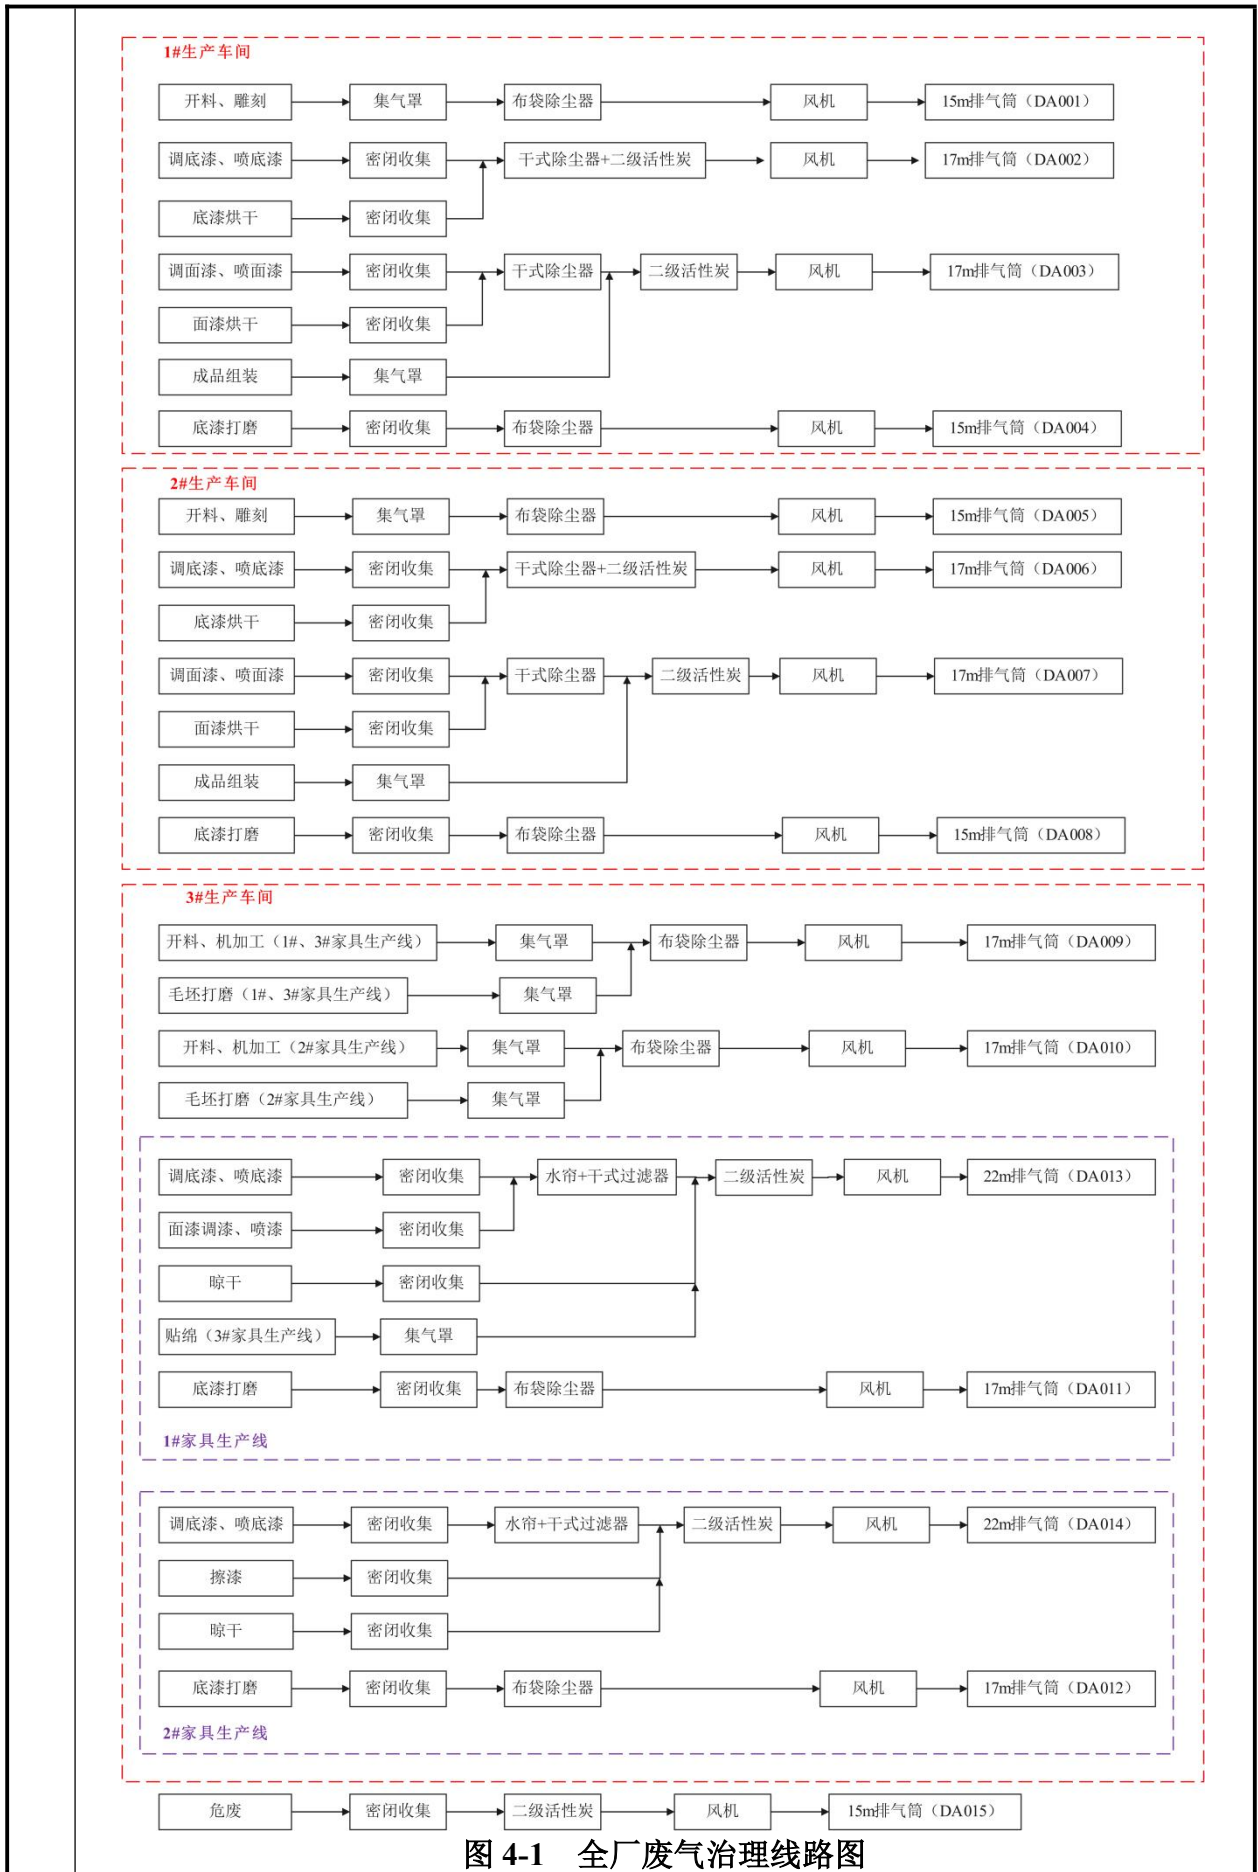 1#生产车间
开料、雕刻 集气罩 布袋除尘器 风机 15m排气筒（DA001）
调底漆、喷底漆 密闭收集 干式除尘器+二级活性炭 风机 17m排气筒（DA002）
底漆烘干 密闭收集
调面漆、喷面漆 密闭收集 干式除尘器 二级活性炭 风机 17m排气筒（DA003）
面漆烘干 密闭收集
成品组装 集气罩
底漆打磨 密闭收集 布袋除尘器 风机 15m排气筒（DA004）
2#生产车间
开料、雕刻 集气罩 布袋除尘器 风机 15m排气筒（DA005）
调底漆、喷底漆 密闭收集 干式除尘器+二级活性炭 风机 17m排气筒（DA006）
底漆烘干 密闭收集
调面漆、喷面漆 密闭收集 干式除尘器 二级活性炭 风机 17m排气筒（DA007）
面漆烘干 密闭收集
成品组装 集气罩
底漆打磨 密闭收集 布袋除尘器 风机 15m排气筒（DA008）
3#生产车间
开料、机加工（1#、3#家具生产线） 集气罩 布袋除尘器 风机 17m排气筒（DA009）
毛坯打磨（1#、3#家具生产线） 集气罩
开料、机加工（2#家具生产线） 集气罩 布袋除尘器 风机 17m排气筒（DA010）
毛坯打磨（2#家具生产线） 集气罩
调底漆、喷底漆 密闭收集 水帘+干式过滤器 二级活性炭 风机 22m排气筒（DA013）
面漆调漆、喷漆 密闭收集
晾干 密闭收集
贴绵（3#家具生产线） 集气罩
底漆打磨 密闭收集 布袋除尘器 风机 17m排气筒（DA011）
1#家具生产线
调底漆、喷底漆 密闭收集 水帘+干式过滤器 二级活性炭 风机 22m排气筒（DA014）
擦漆 密闭收集
晾干 密闭收集
底漆打磨 密闭收集 布袋除尘器 风机 17m排气筒（DA012）
2#家具生产线
危废 密闭收集 二级活性炭 风机 15m排气筒（DA015）
图 4-1 全厂废气治理线路图